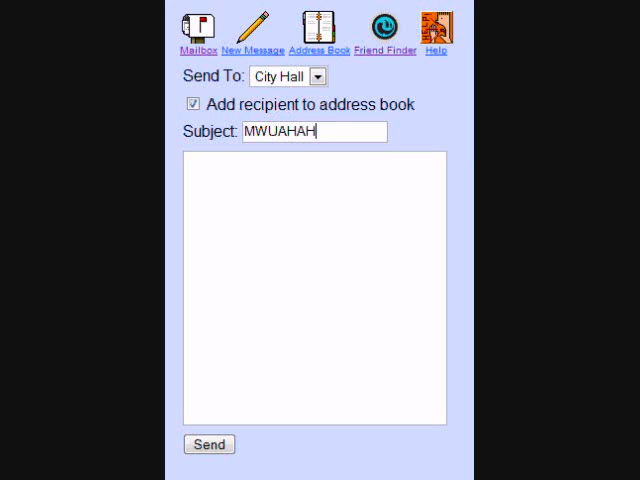 Mailbox New Message Address Book Friend Finder Help
Send To: City Hall
Add recipient to address book
Subject: MWUAHAH
Send